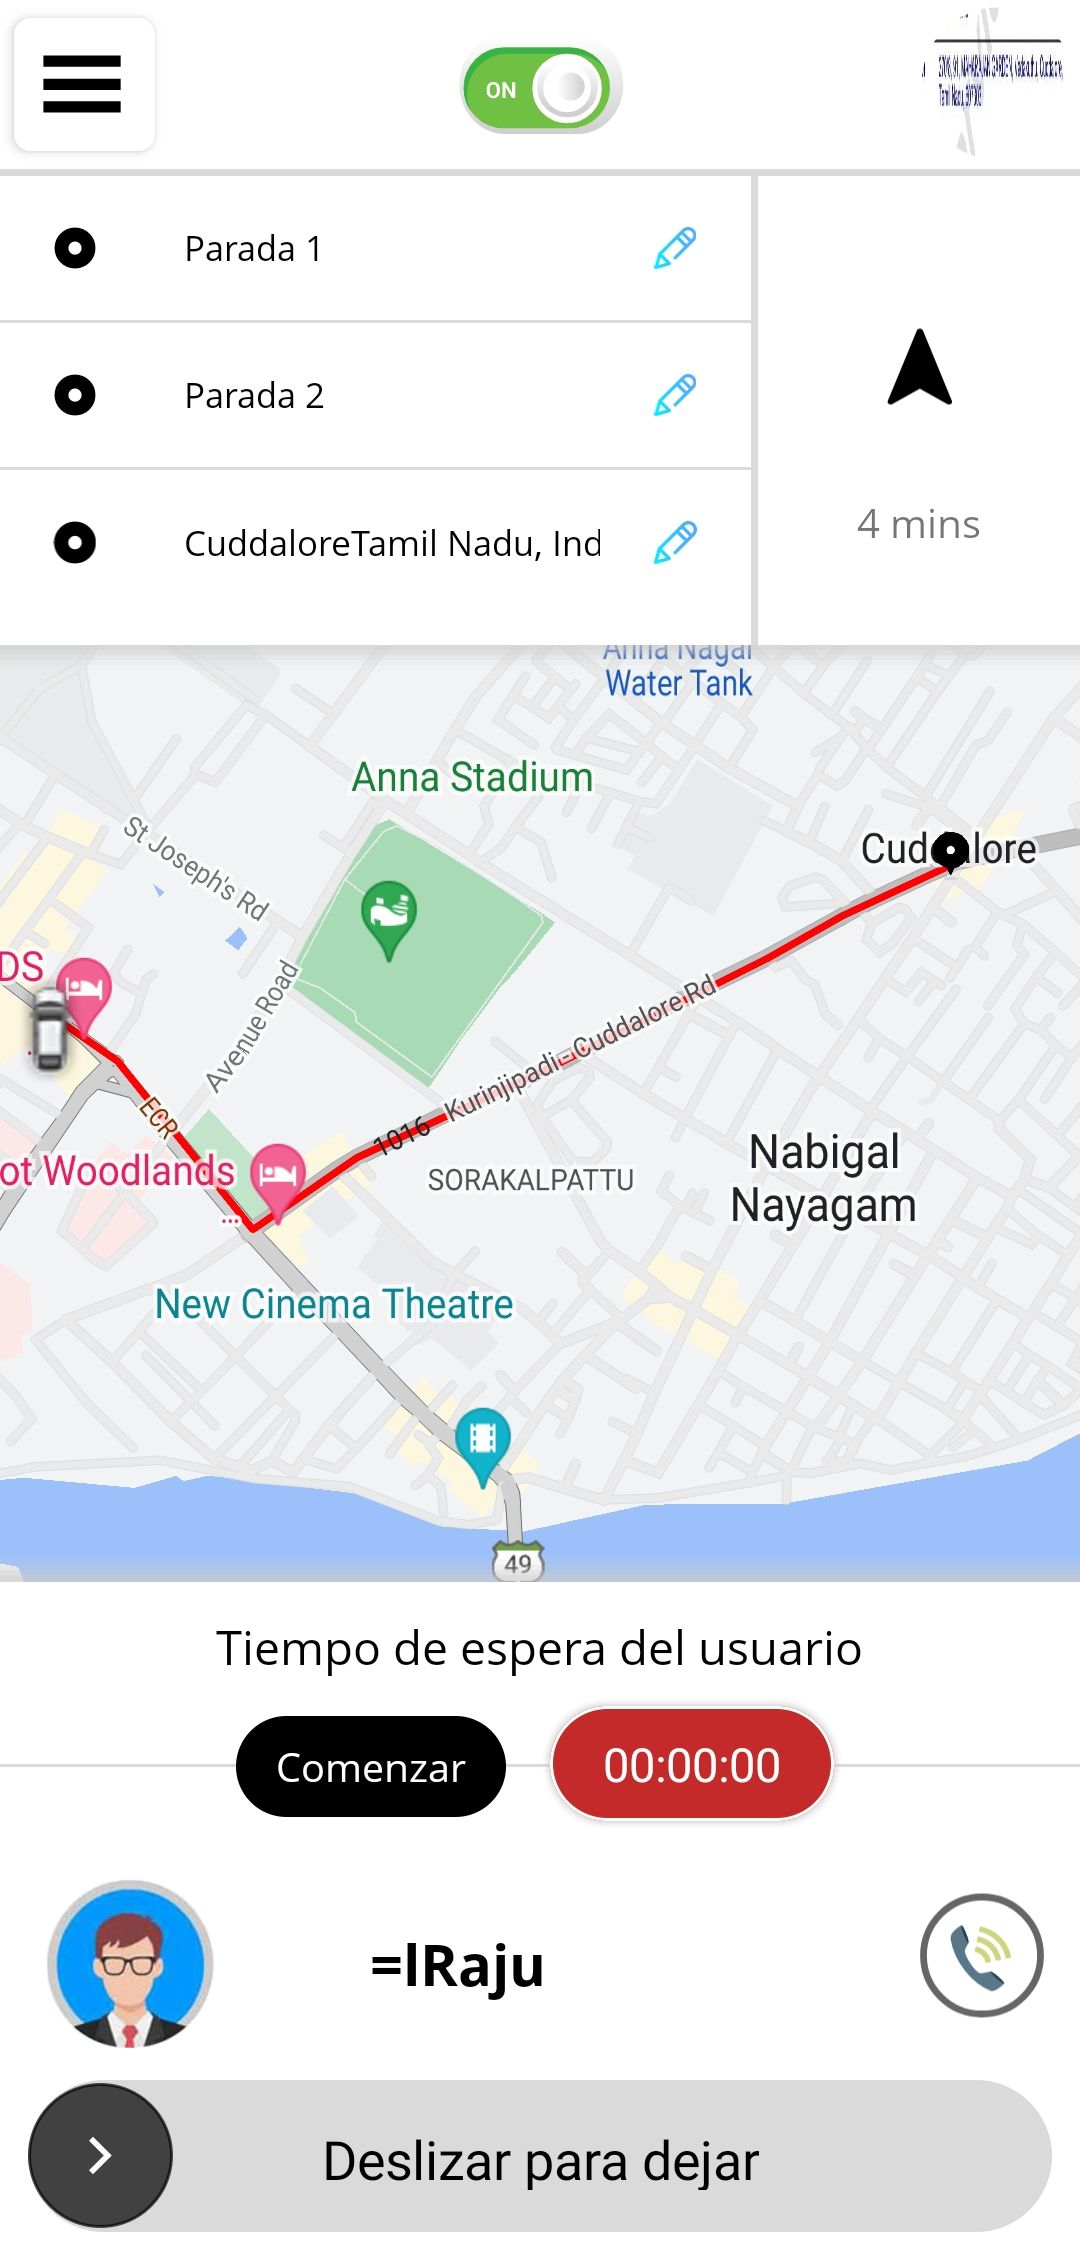 ON
Parada 1
Parada 2
CuddaloreTamil Nadu, Ind
4 mins
Anna Nagar
Water Tank
Anna Stadium
St Joseph's Rd
Cuddalore
DS
Avenue Road
Kurinjipadi-Cuddalore Rd
ECR
1016
ot Woodlands
...
SORAKALPATTU
Nabigal
Nayagam
New Cinema Theatre
49
Tiempo de espera del usuario
Comenzar
00:00:00
=lRaju
Deslizar para dejar